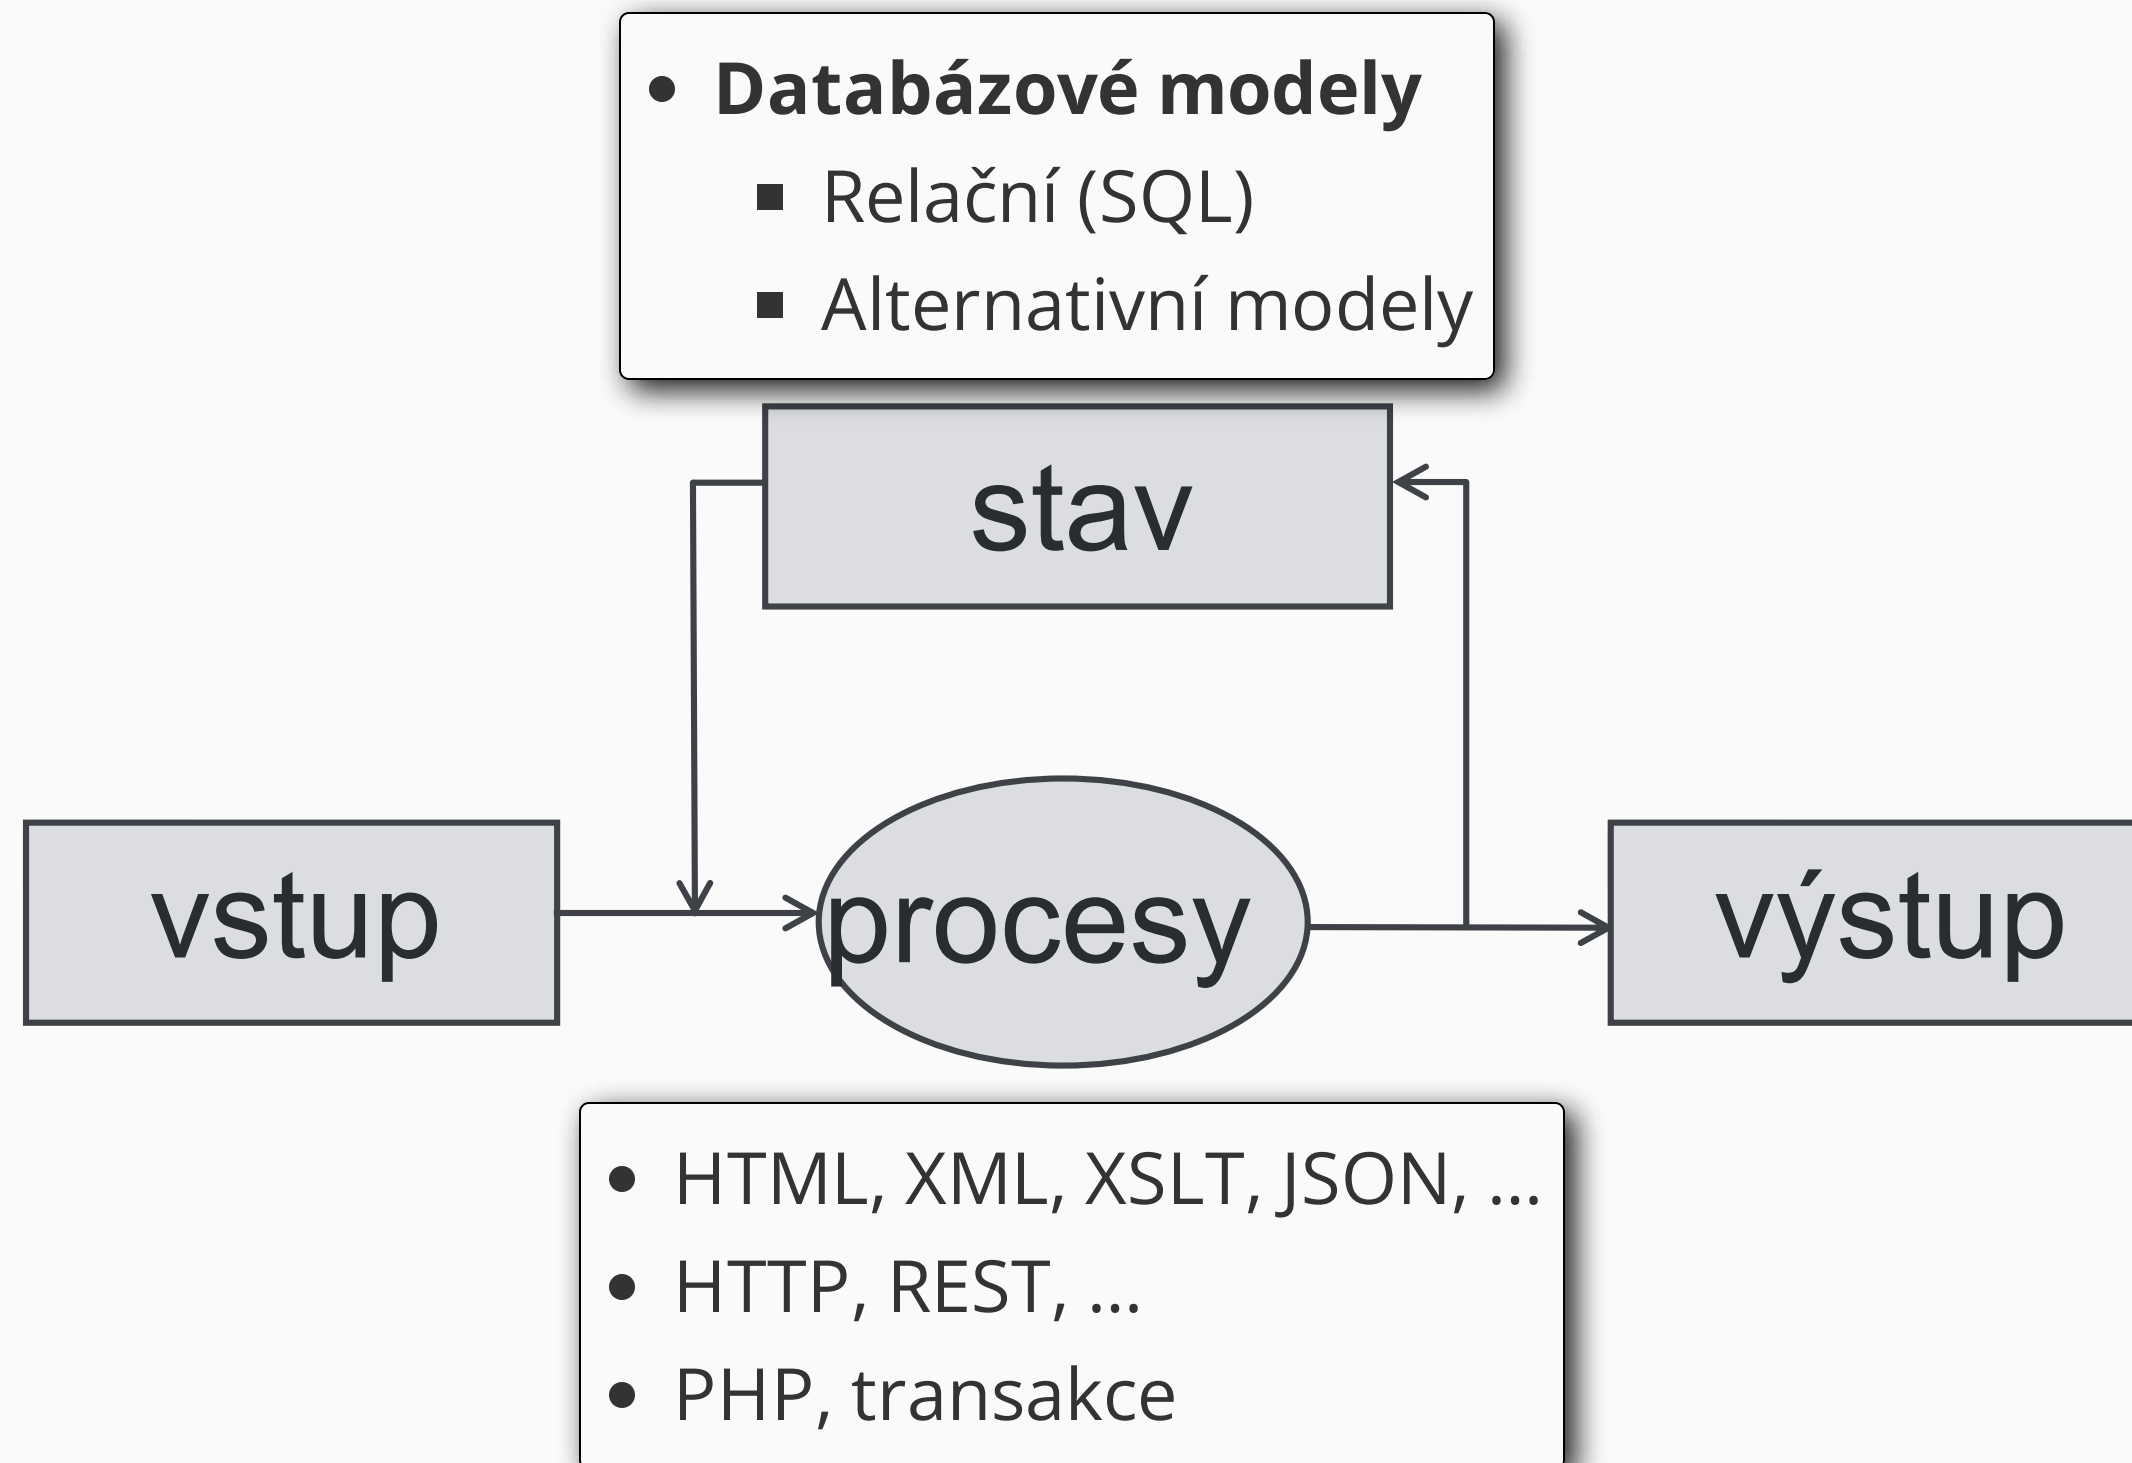 Databázové modely
Relační (SQL)
Alternativní modely
stav
vstup
procesy
výstup
HTML, XML, XSLT, JSON, ...
HTTP, REST, ...
PHP, transakce